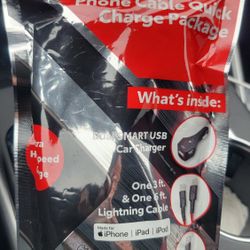 Phone Cable Quick
Charge Package
What's inside:
USB
Car Charger
One 3 ft.
& One 6 ft.
Lightning Cable
Made for
iPhone | iPad | iPod